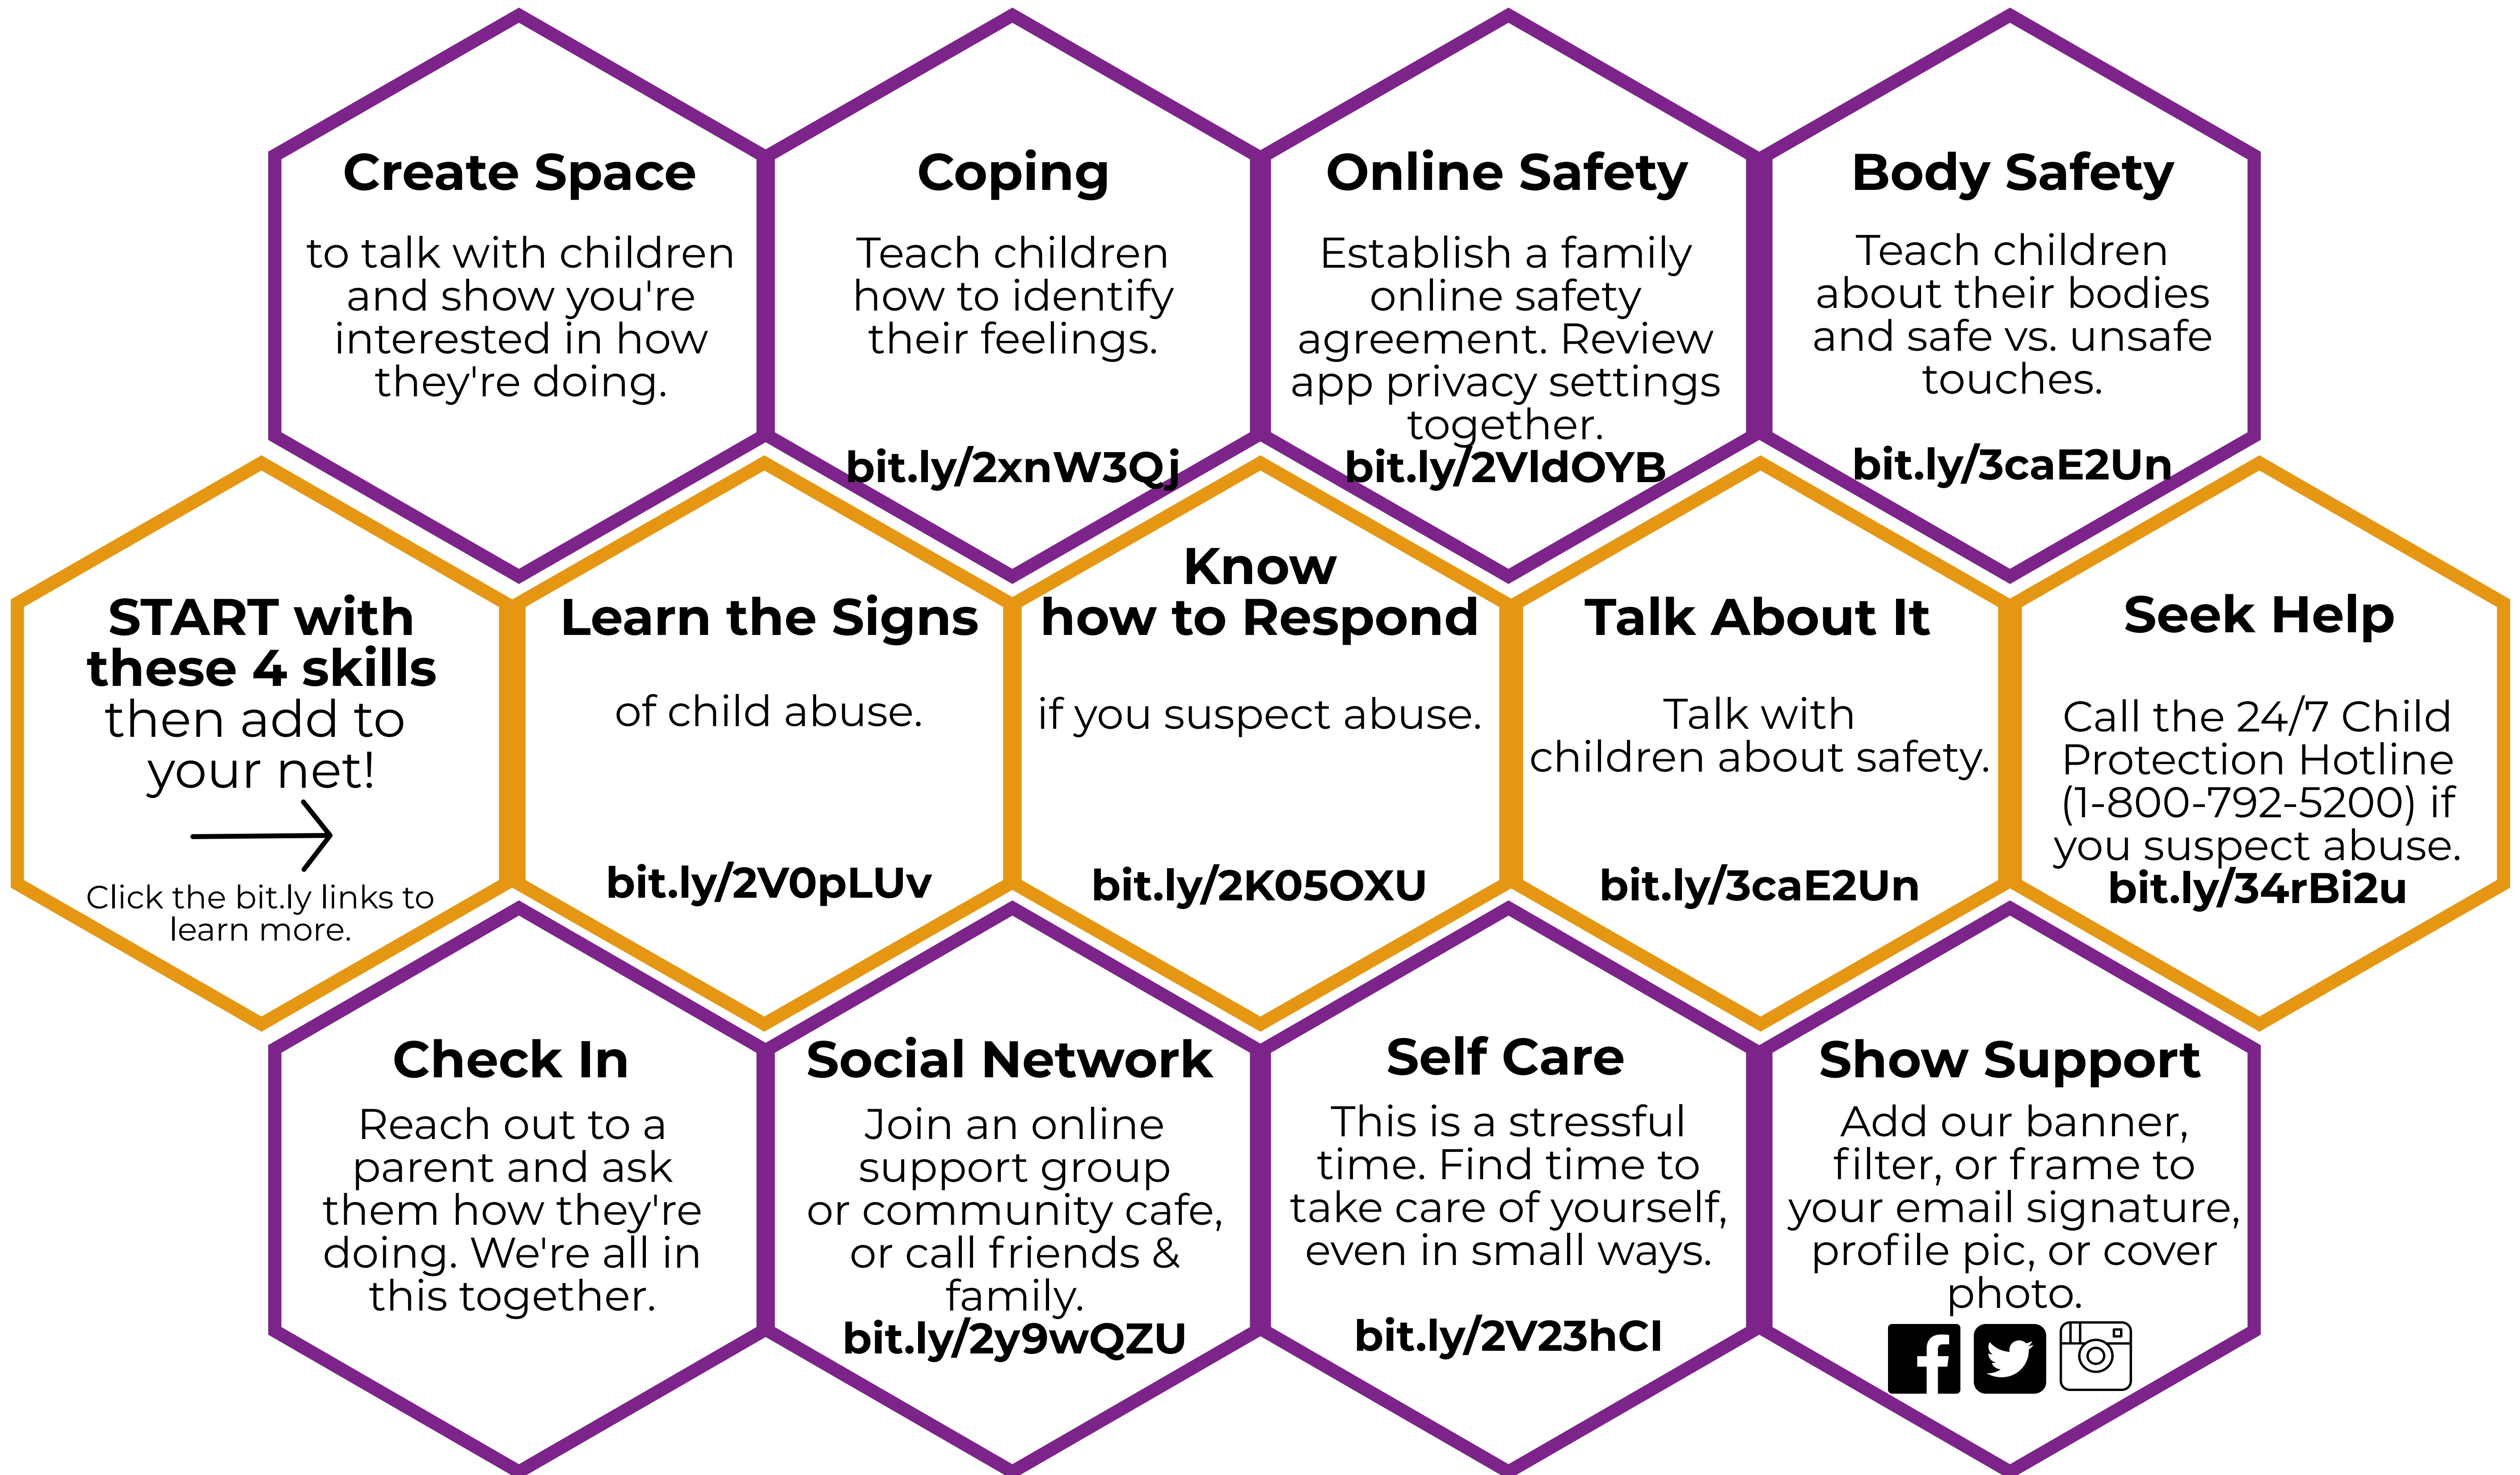 Create Space
to talk with children
and show you're
interested in how
they're doing.
Coping
Teach children
how to identify
their feelings.
bit.ly/2xnW3Qj
Online Safety
Establish a family
online safety
agreement. Review
app privacy settings
together.
bit.ly/2VIdOYB
Body Safety
Teach children
about their bodies
and safe vs. unsafe
touches.
bit.ly/3caE2Un
START with
these 4 skills
then add to
your net!
Click the bit.ly links to
learn more.
Learn the Signs
of child abuse.
bit.ly/2V0pLUv
Know
how to Respond
if you suspect abuse.
bit.ly/2K05OXU
Talk About It
Talk with
children about safety.
bit.ly/3caE2Un
Seek Help
Call the 24/7 Child
Protection Hotline
(1-800-792-5200) if
you suspect abuse.
bit.ly/34rBi2u
Check In
Reach out to a
parent and ask
them how they're
doing. We're all in
this together.
Social Network
Join an online
support group
or community cafe,
or call friends &
family.
bit.ly/2y9wQZU
Self Care
This is a stressful
time. Find time to
take care of yourself,
even in small ways.
bit.ly/2V23hCI
Show Support
Add our banner,
filter, or frame to
your email signature,
profile pic, or cover
photo.